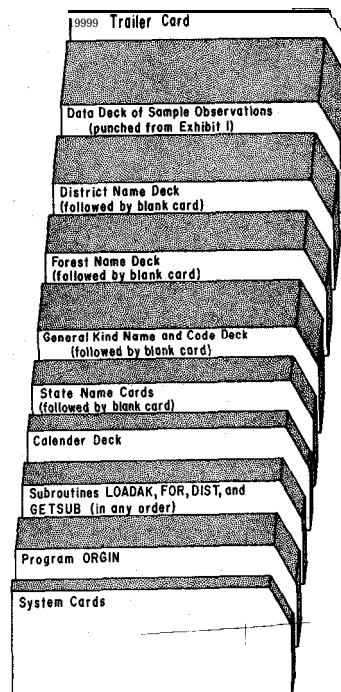 19999 Trailer Card
Data Deck of Sample Observations
(punched from Exhibit I)
District Name Deck
(followed by blank card)
Forest Name Deck
(followed by blank card)
General Kind Name and Code Deck
(followed by blank card)
State Name Cards
(followed by blank card)
Calender Deck
Subroutines LOADAK, FOR, DIST, and
GETSUB (in any order)
Program ORGIN
System Cards